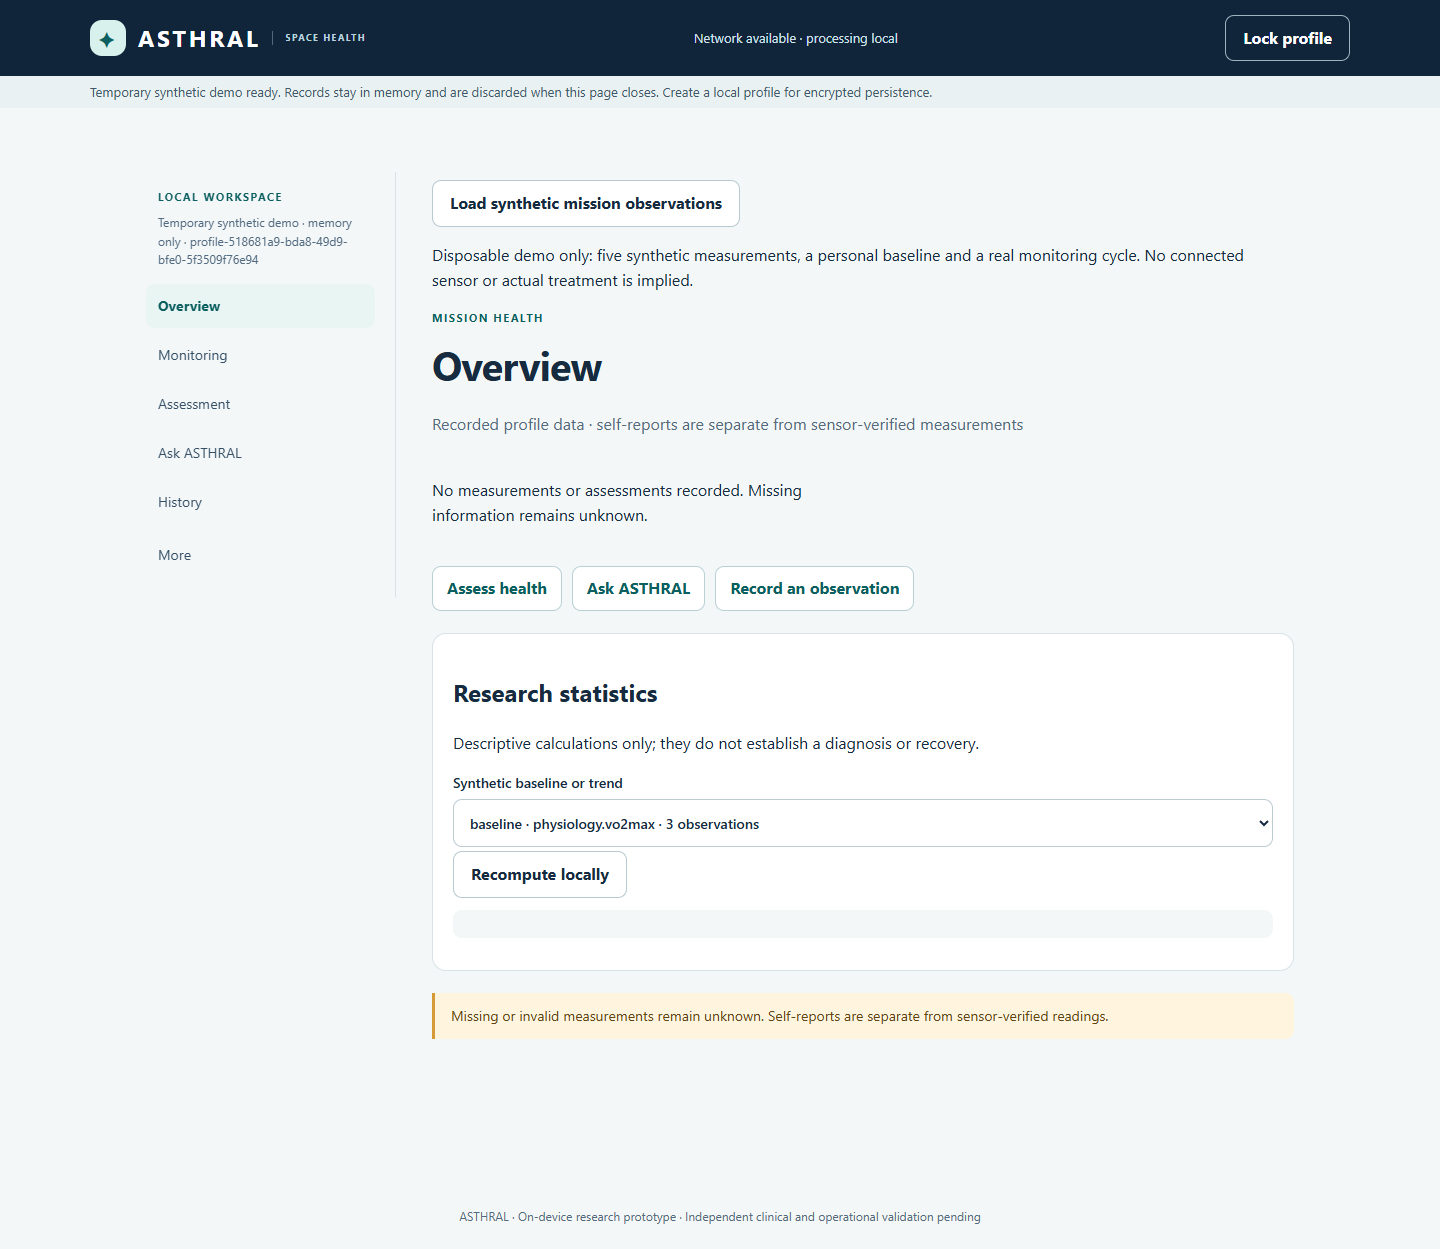 ASTHRAL
SPACE HEALTH
Network available · processing local
Lock profile
Temporary synthetic demo ready. Records stay in memory and are discarded when this page closes. Create a local profile for encrypted persistence.
LOCAL WORKSPACE
Temporary synthetic demo · memory
only · profile-518681a9-bda8-49d9-
bfe0-5f3509f76e94
Overview
Monitoring
Assessment
Ask ASTHRAL
History
More
Load synthetic mission observations
Disposable demo only: five synthetic measurements, a personal baseline and a real monitoring cycle. No connected
sensor or actual treatment is implied.
MISSION HEALTH
Overview
Recorded profile data · self-reports are separate from sensor-verified measurements
No measurements or assessments recorded. Missing
information remains unknown.
Assess health
Ask ASTHRAL
Record an observation
Research statistics
Descriptive calculations only; they do not establish a diagnosis or recovery.
Synthetic baseline or trend
baseline · physiology.vo2max · 3 observations
Recompute locally
Missing or invalid measurements remain unknown. Self-reports are separate from sensor-verified readings.
ASTHRAL · On-device research prototype · Independent clinical and operational validation pending